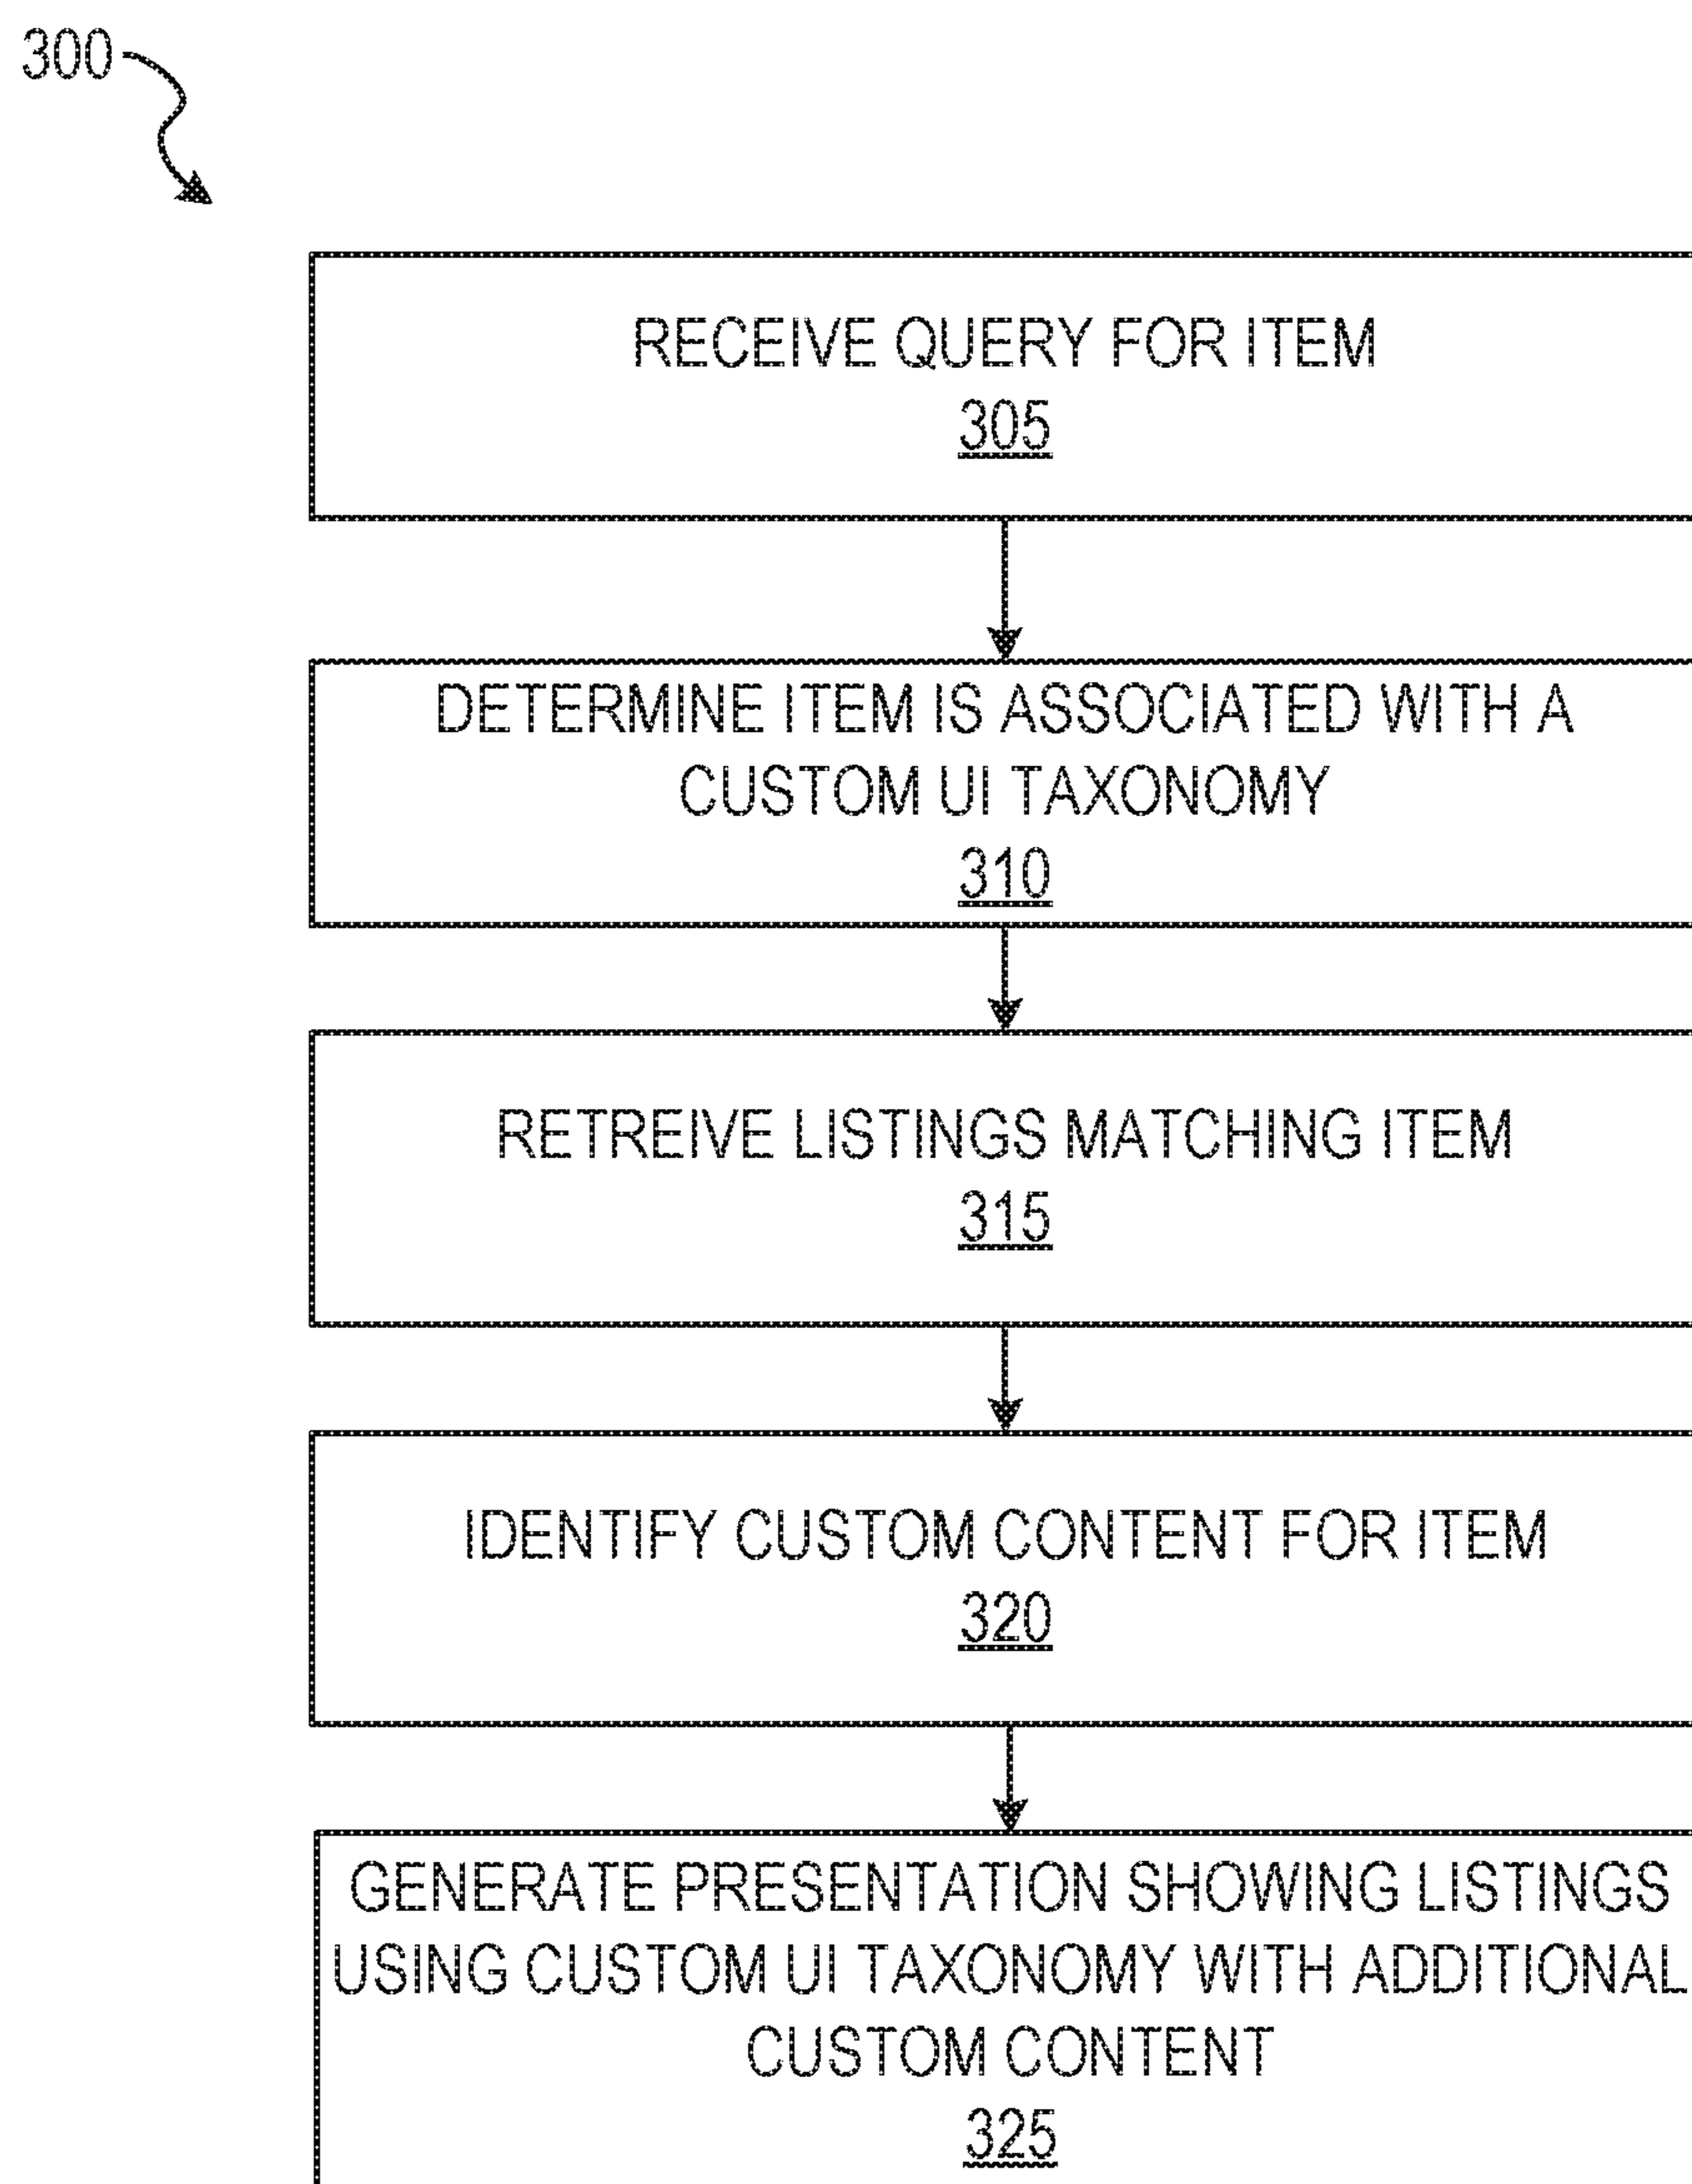 300
RECEIVE QUERY FOR ITEM
305
DETERMINE ITEM IS ASSOCIATED WITH A
CUSTOM UI TAXONOMY
310
RETREIVE LISTINGS MATCHING ITEM
315
IDENTIFY CUSTOM CONTENT FOR ITEM
320
GENERATE PRESENTATION SHOWING LISTINGS
USING CUSTOM UI TAXONOMY WITH ADDITIONAL
CUSTOM CONTENT
325